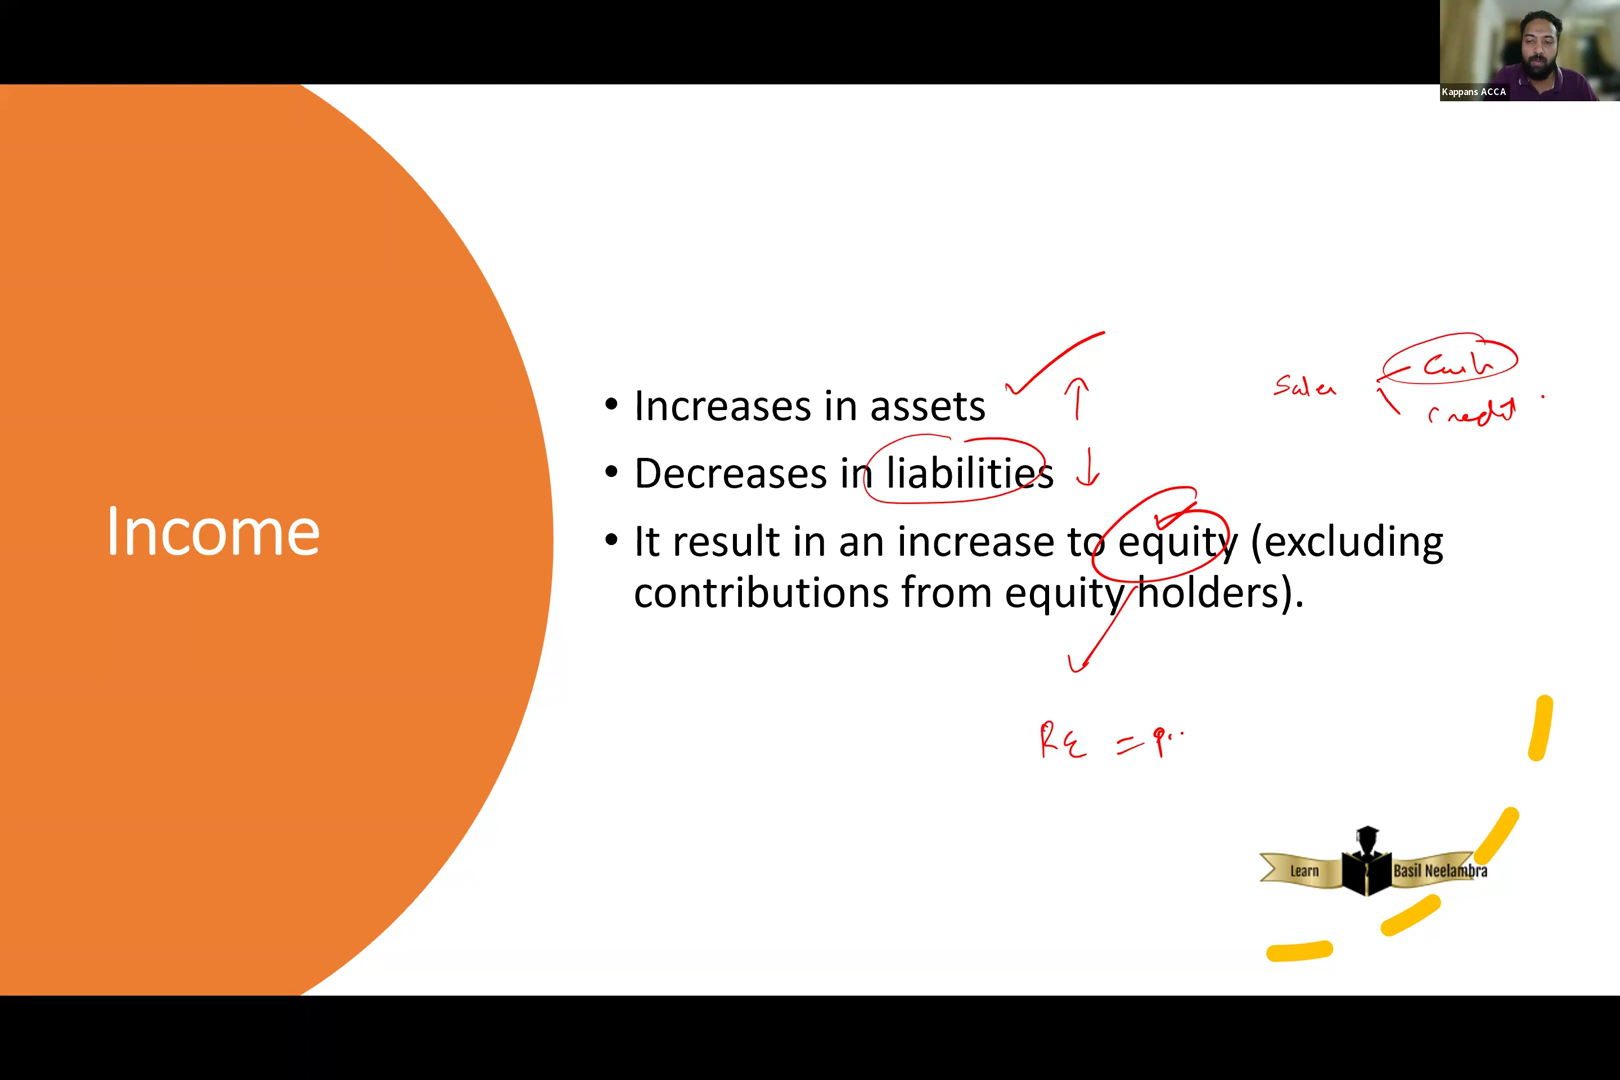 Kappans ACCA
Income
• Increases in assets
• Decreases in liabilities
• It result in an increase to equity (excluding
contributions from equity holders).
Sales
Cash
Credit
RE =
Learn
Basil Neelambra